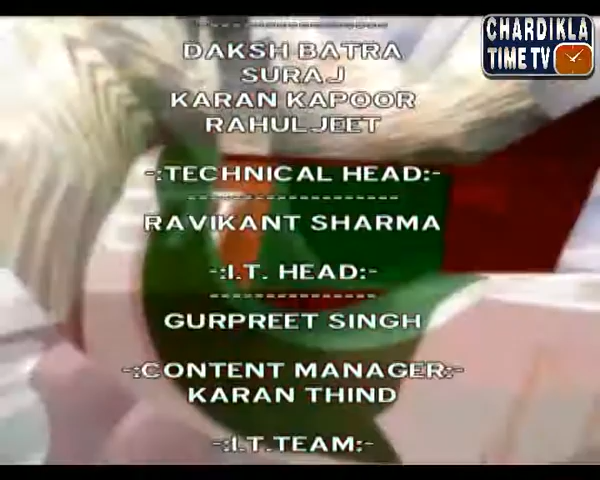 CHARDIKLA
TIME TV
--------------------
DAKSH BATRA
SURAJ
KARAN KAPOOR
RAHULJEET
-:TECHNICAL HEAD:-
-------------------
RAVIKANT SHARMA
-:I.T. HEAD:-
---------------
GURPREET SINGH
-:CONTENT MANAGER:-
KARAN THIND
-:I.T.TEAM:-